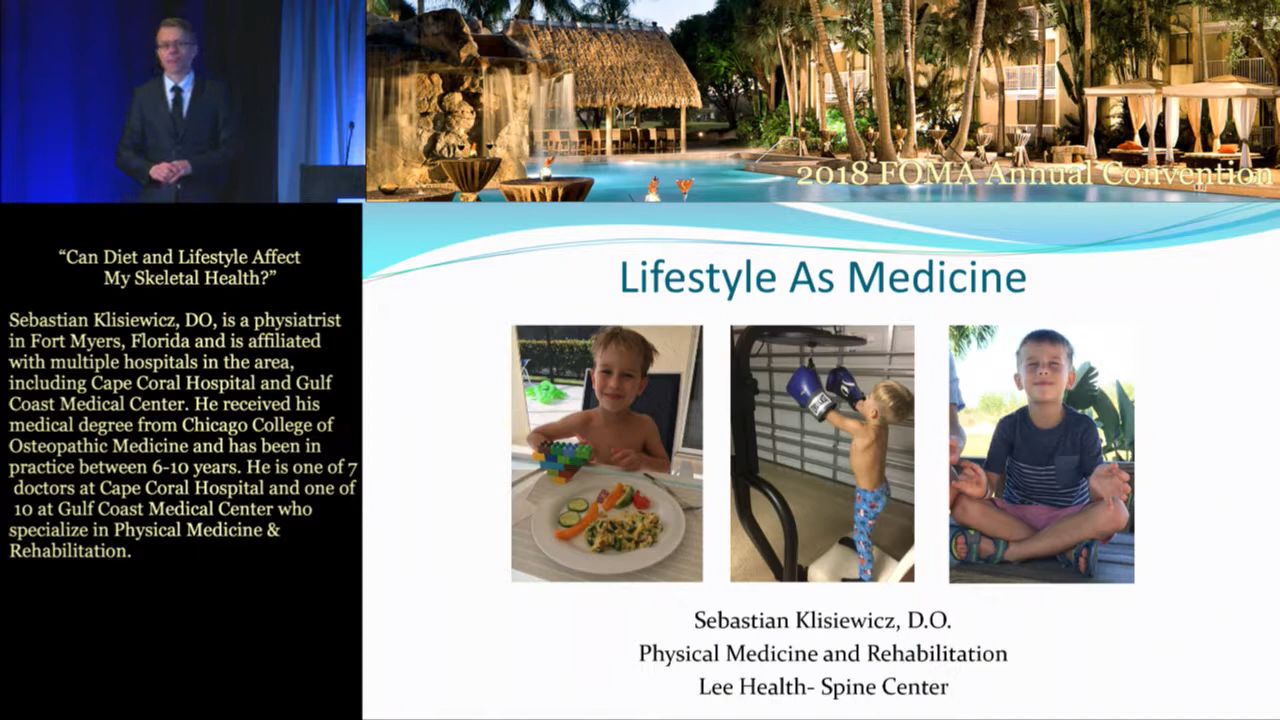 2018 FOMA Annual Convention
“Can Diet and Lifestyle Affect
My Skeletal Health?”
Sebastian Klisiewicz, DO, is a physiatrist
in Fort Myers, Florida and is affiliated
with multiple hospitals in the area,
including Cape Coral Hospital and Gulf
Coast Medical Center. He received his
medical degree from Chicago College of
Osteopathic Medicine and has been in
practice between 6-10 years. He is one of 7
doctors at Cape Coral Hospital and one of
10 at Gulf Coast Medical Center who
specialize in Physical Medicine &
Rehabilitation.
Lifestyle As Medicine
Sebastian Klisiewicz, D.O.
Physical Medicine and Rehabilitation
Lee Health- Spine Center